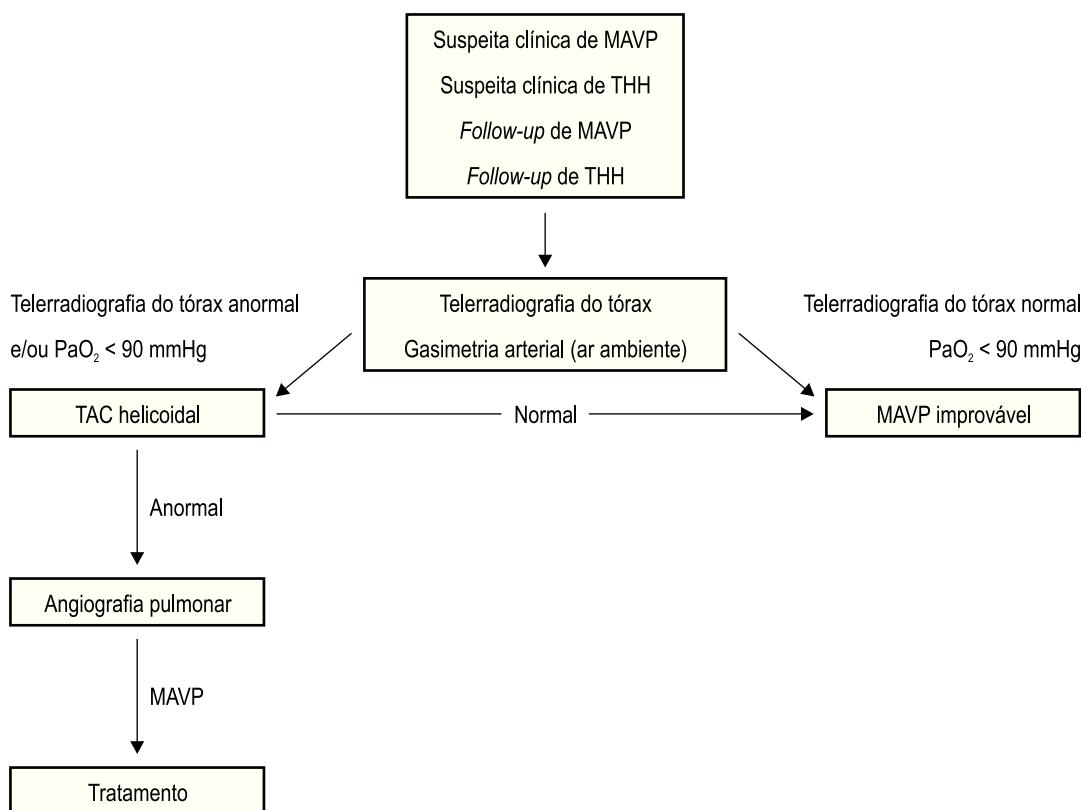 Suspeita clínica de MAVP
Suspeita clínica de THH
Follow-up de MAVP
Follow-up de THH
Telerradiografia do tórax anormal
e/ou PaO₂ < 90 mmHg
Telerradiografia do tórax
Gasimetria arterial (ar ambiente)
Telerradiografia do tórax normal
PaO₂ < 90 mmHg
TAC helicoidal
Normal
MAVP improvável
Anormal
Angiografia pulmonar
MAVP
Tratamento